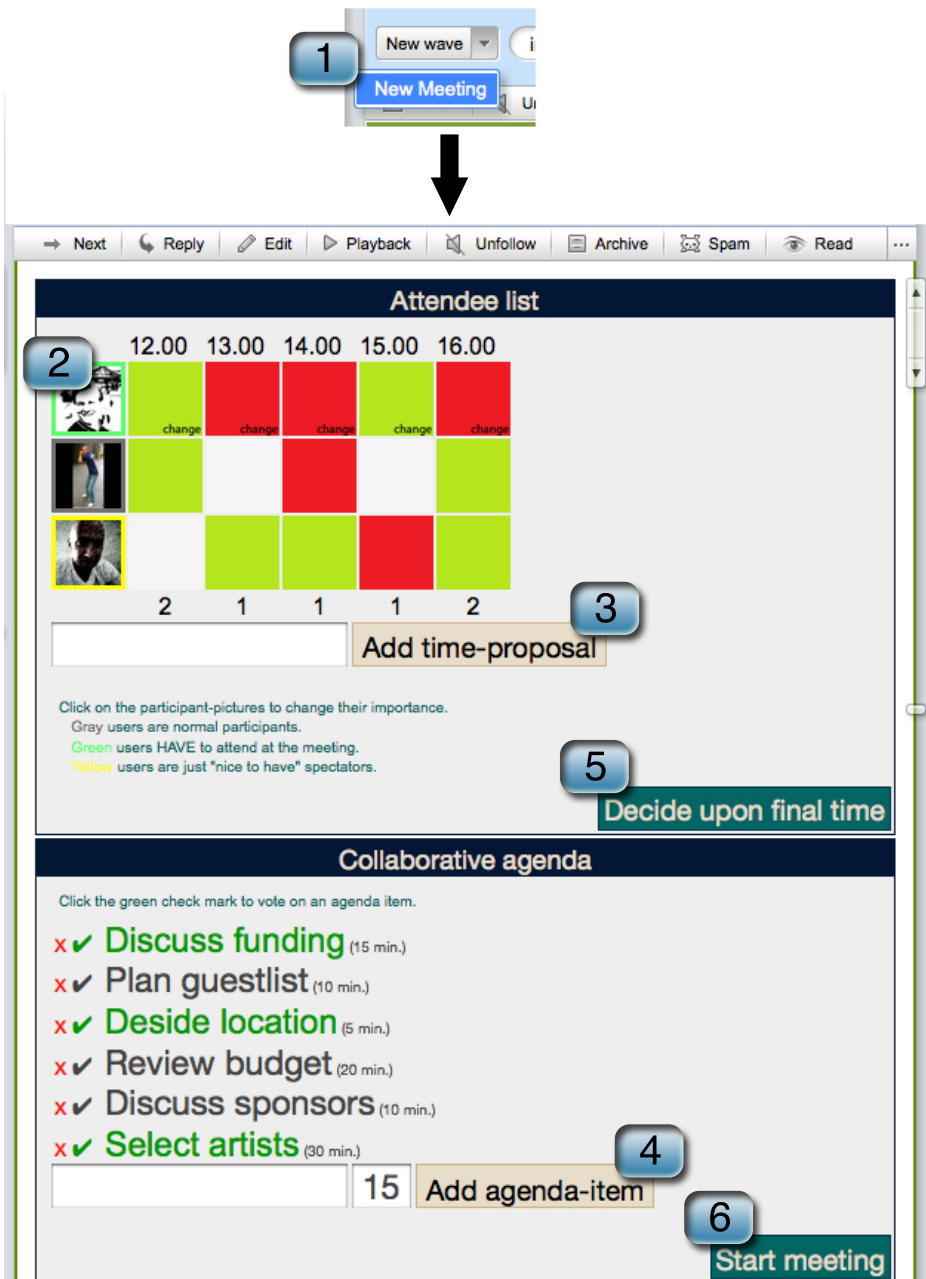 1
New wave
New Meeting
Next Reply Edit Playback Unfollow Archive Spam Read ...
Attendee list
2
12.00 13.00 14.00 15.00 16.00
change change change change change
2 1 1 1 2
3
Add time-proposal
Click on the participant-pictures to change their importance.
Gray users are normal participants.
Green users HAVE to attend at the meeting.
Yellow users are just "nice to have" spectators.
5
Decide upon final time
Collaborative agenda
Click the green check mark to vote on an agenda item.
x ✔ Discuss funding (15 min.)
x ✔ Plan guestlist (10 min.)
x ✔ Deside location (5 min.)
x ✔ Review budget (20 min.)
x ✔ Discuss sponsors (10 min.)
x ✔ Select artists (30 min.)
4
15 Add agenda-item
6
Start meeting